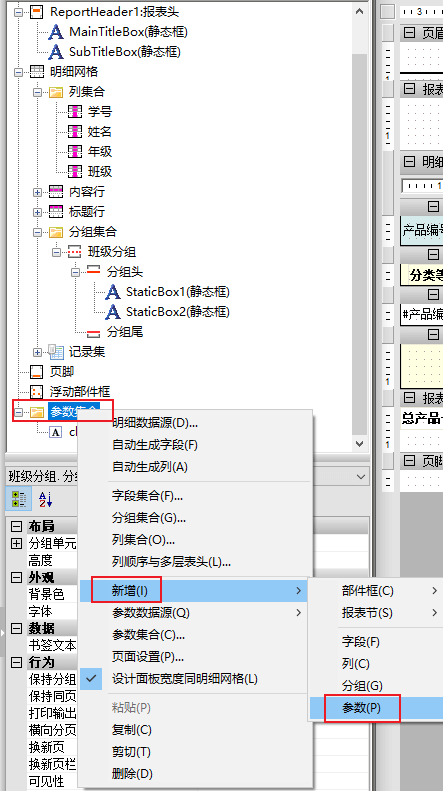 ReportHeader1:报表头
MainTitleBox(静态框)
SubTitleBox(静态框)
明细网格
列集合
学号
姓名
年级
班级
内容行
标题行
分组集合
班级分组
分组头
StaticBox1(静态框)
StaticBox2(静态框)
分组尾
记录集
页脚
浮动部件框
参数集合
班级分组. 分
布局
分组单元
高度
外观
背景色
字体
数据
书签文本
行为
保持分组
保持同页
打印输出
横向分页
换新页
换新页栏
可见性
明细数据源(D)...
自动生成字段(F)
自动生成列(A)
字段集合(F)...
分组集合(G)...
列集合(O)...
列顺序与多层表头(L)...
新增(I)
参数数据源(Q)
参数集合(C)...
页面设置(P)...
设计面板宽度同明细网格(L)
粘贴(P)
复制(C)
剪切(T)
删除(D)
部件框(C)
报表节(S)
字段(F)
列(C)
分组(G)
参数(P)
3
页眉
1
报表
1
明细
产品编号
分类等
#产品编
报表
总产品
页脚